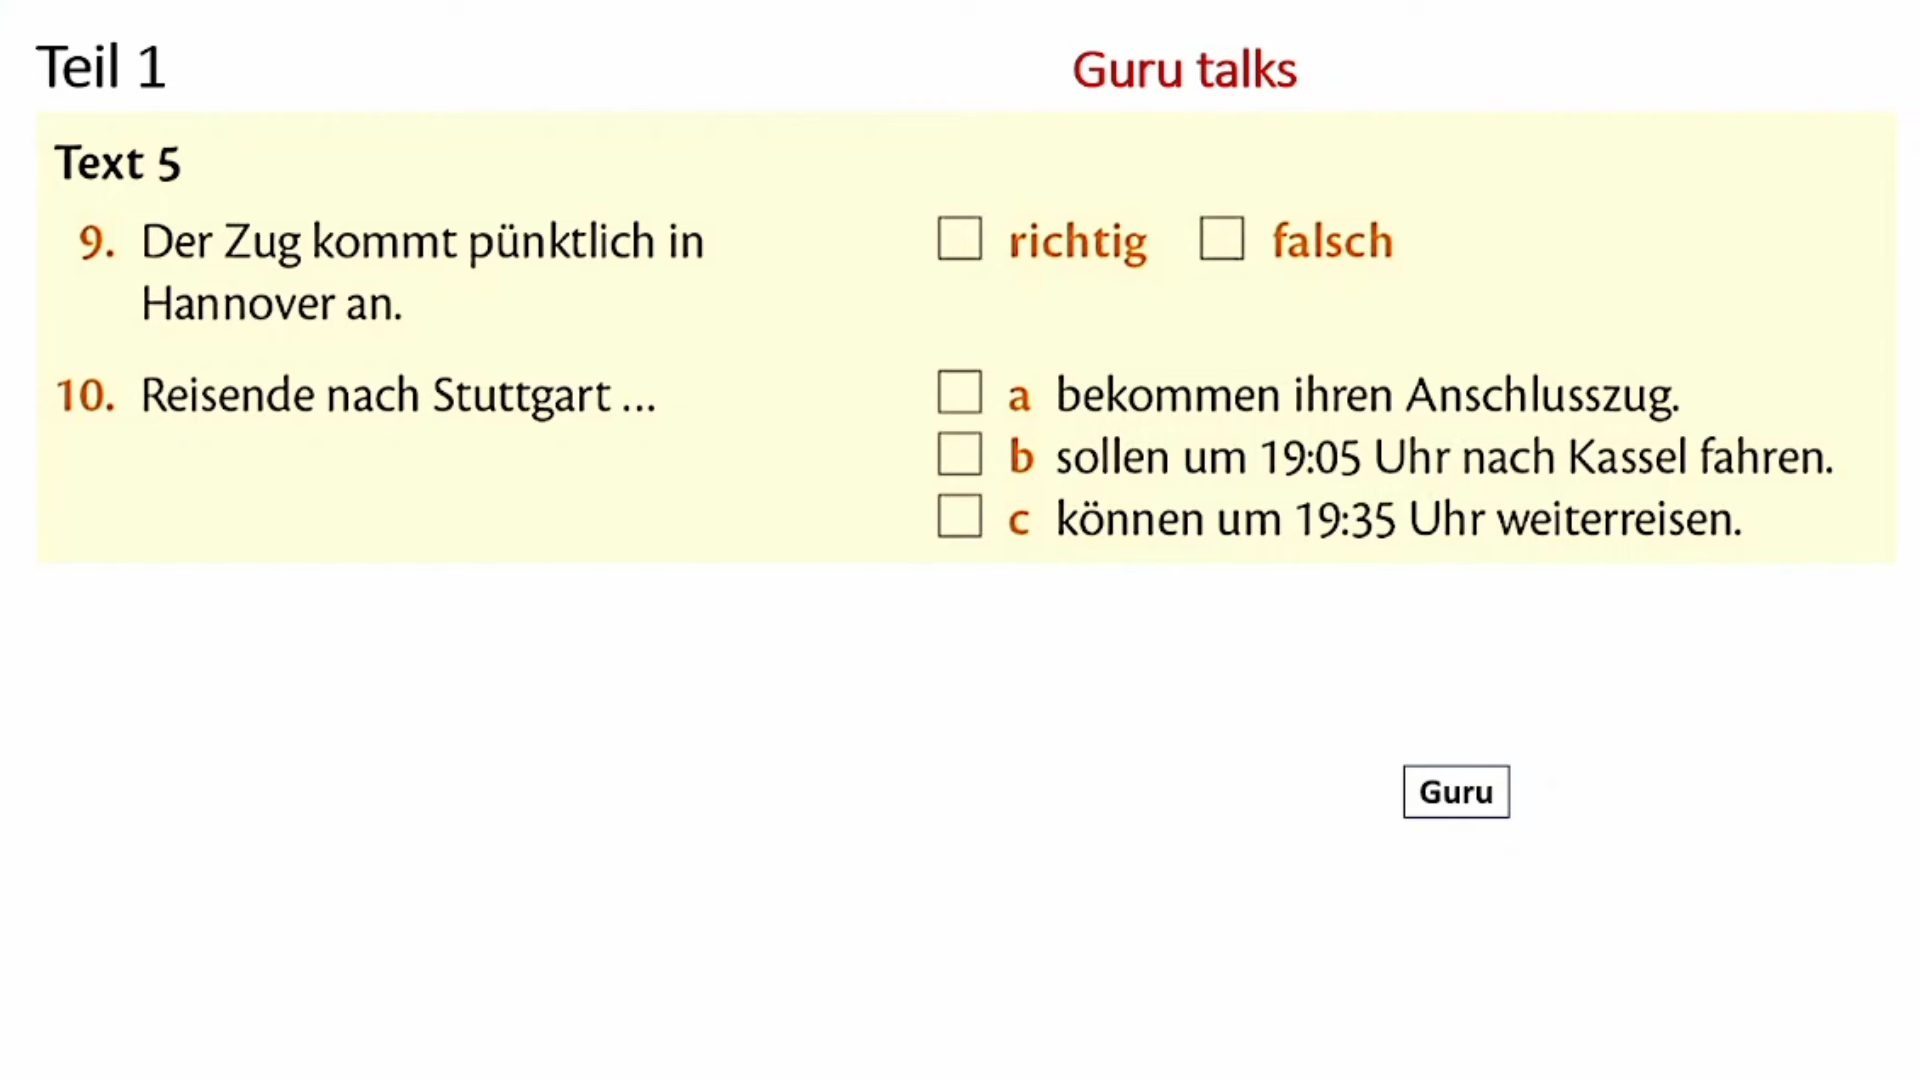 Teil 1
Guru talks
Text 5
9. Der Zug kommt pünktlich in
Hannover an.
richtig falsch
10. Reisende nach Stuttgart ...
a bekommen ihren Anschlusszug.
b sollen um 19:05 Uhr nach Kassel fahren.
c können um 19:35 Uhr weiterreisen.
Guru